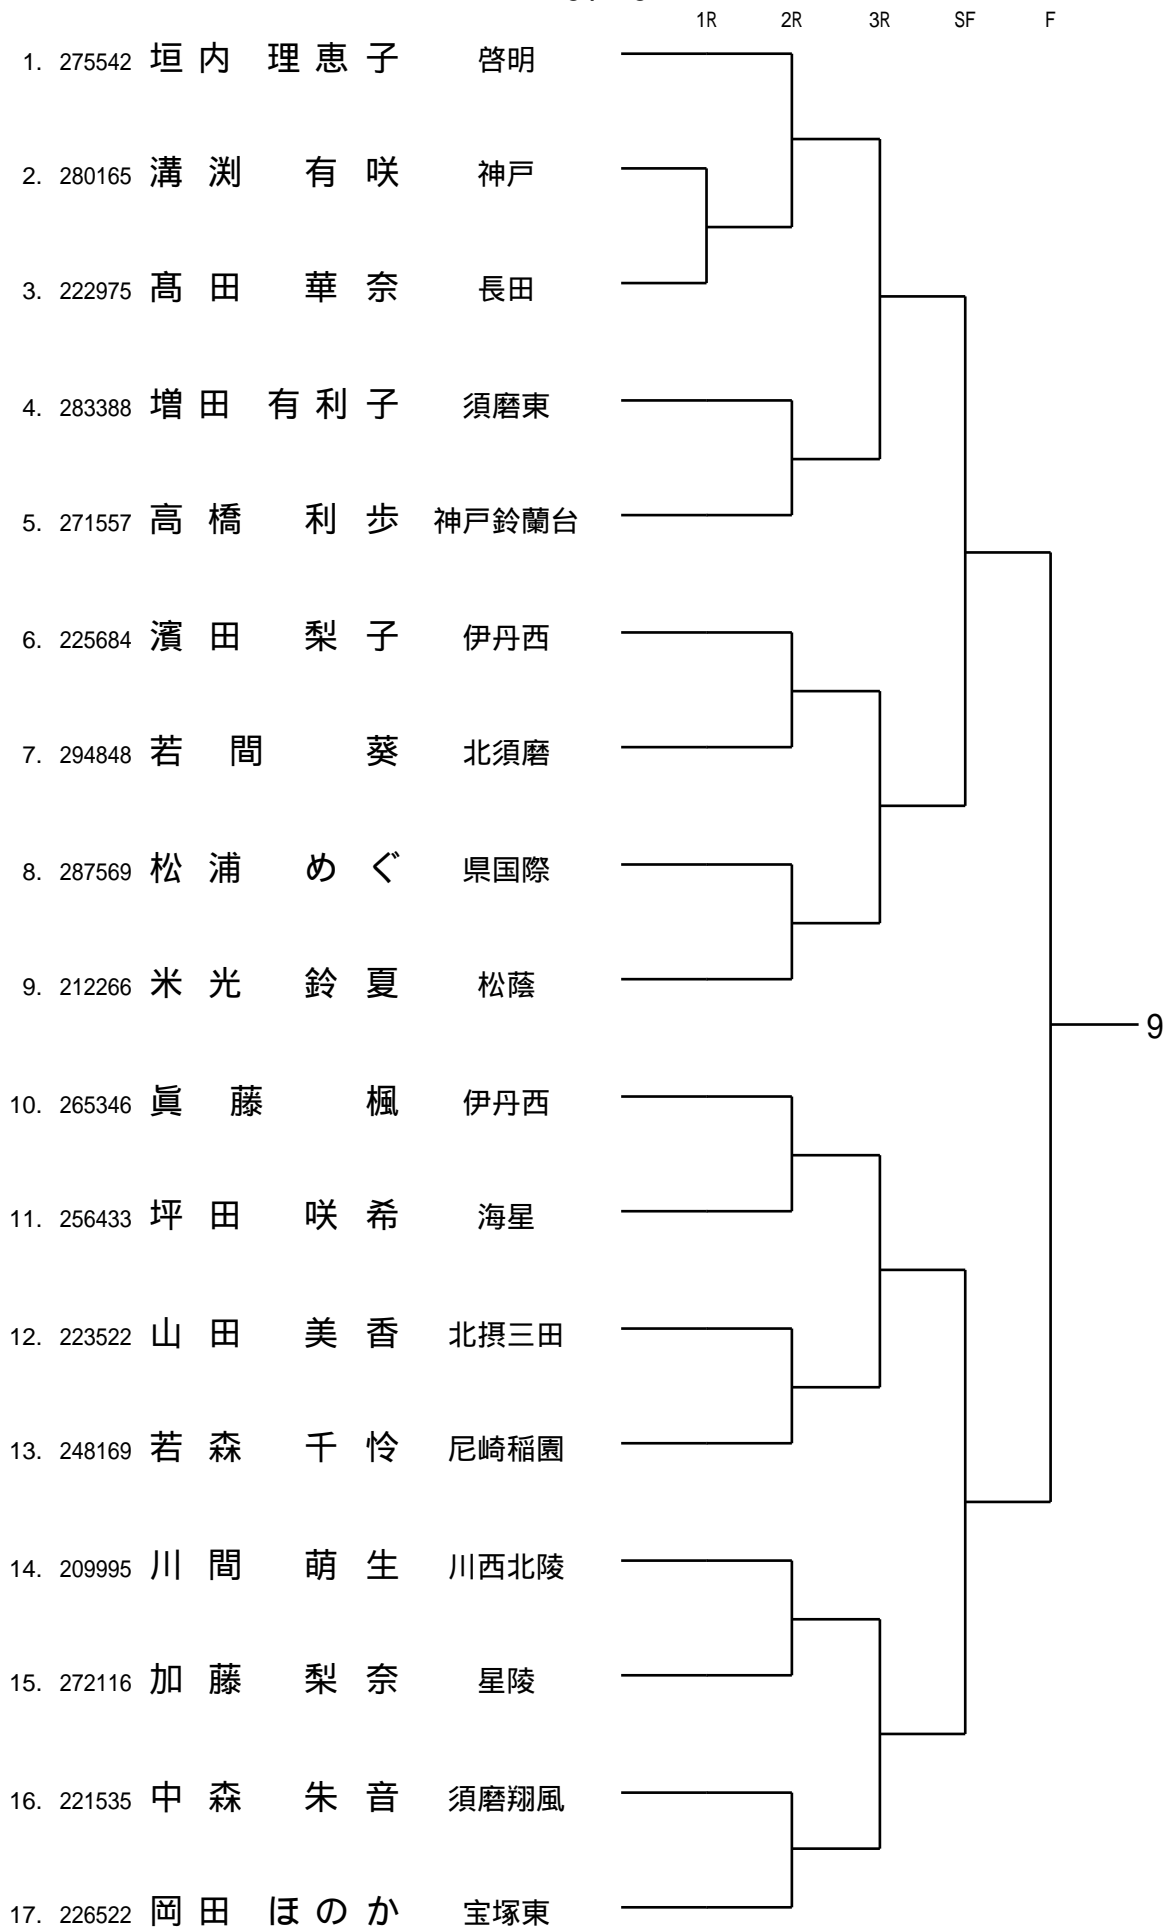 1R 2R 3R SF F
1. 275542 垣内 理恵子 啓明
2. 280165 溝渕 有咲 神戸
3. 222975 髙田 華奈 長田
4. 283388 増田 有利子 須磨東
5. 271557 高橋 利歩 神戸鈴蘭台
6. 225684 濱田 梨子 伊丹西
7. 294848 若間 葵 北須磨
8. 287569 松浦 めぐ 県国際
9. 212266 米光 鈴夏 松蔭
9
10. 265346 眞藤 楓 伊丹西
11. 256433 坪田 咲希 海星
12. 223522 山田 美香 北摂三田
13. 248169 若森 千怜 尼崎稲園
14. 209995 川間 萌生 川西北陵
15. 272116 加藤 梨奈 星陵
16. 221535 中森 朱音 須磨翔風
17. 226522 岡田 ほのか 宝塚東